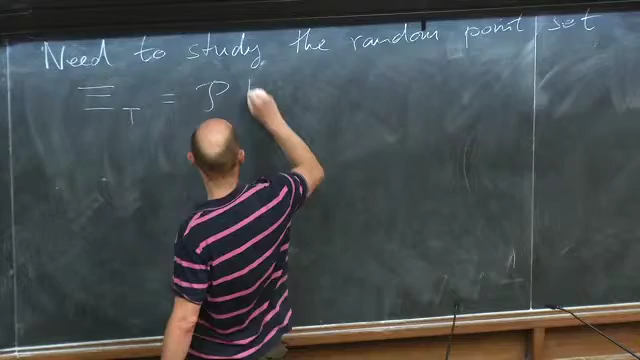 Need to study the random point set
Ξ_T = P